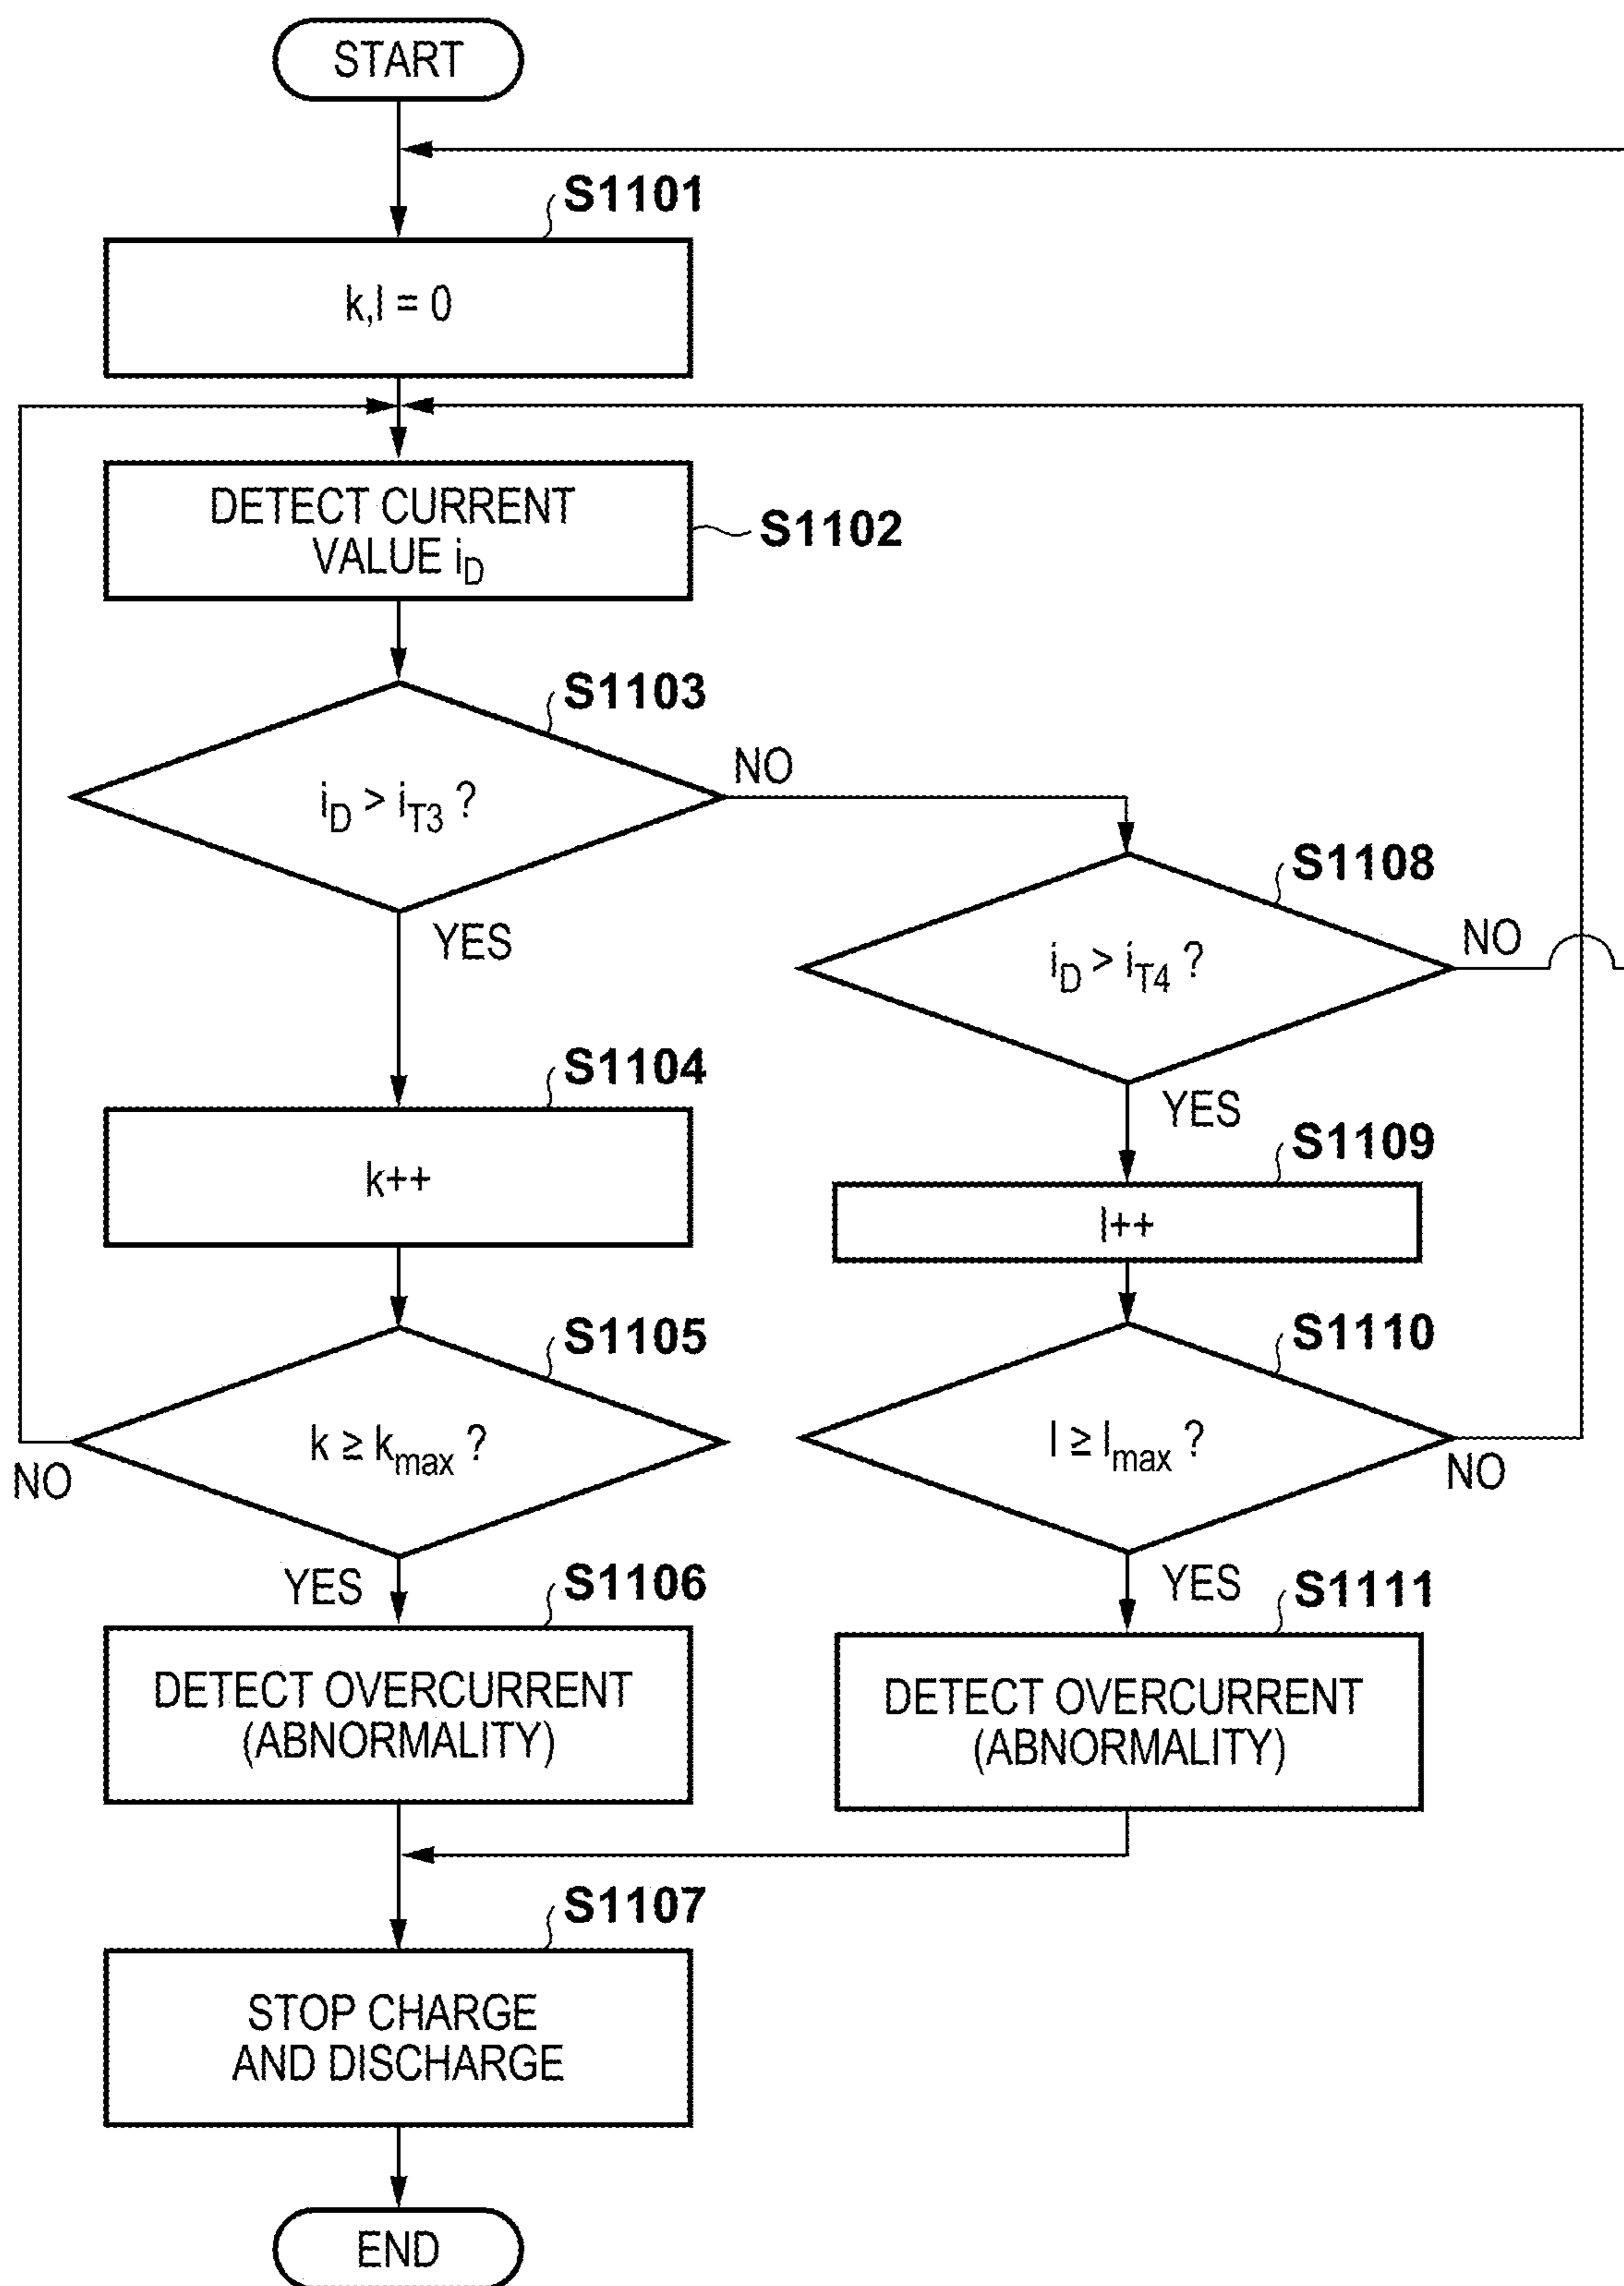 START
S1101
k,l = 0
DETECT CURRENT
VALUE iD
S1102
S1103
iD > iT3 ?
NO
YES
S1108
iD > iT4 ?
NO
YES
S1104
k++
S1109
l++
S1105
k ≥ kmax ?
NO
YES
S1110
l ≥ lmax ?
NO
YES
S1106
DETECT OVERCURRENT
(ABNORMALITY)
S1111
DETECT OVERCURRENT
(ABNORMALITY)
S1107
STOP CHARGE
AND DISCHARGE
END